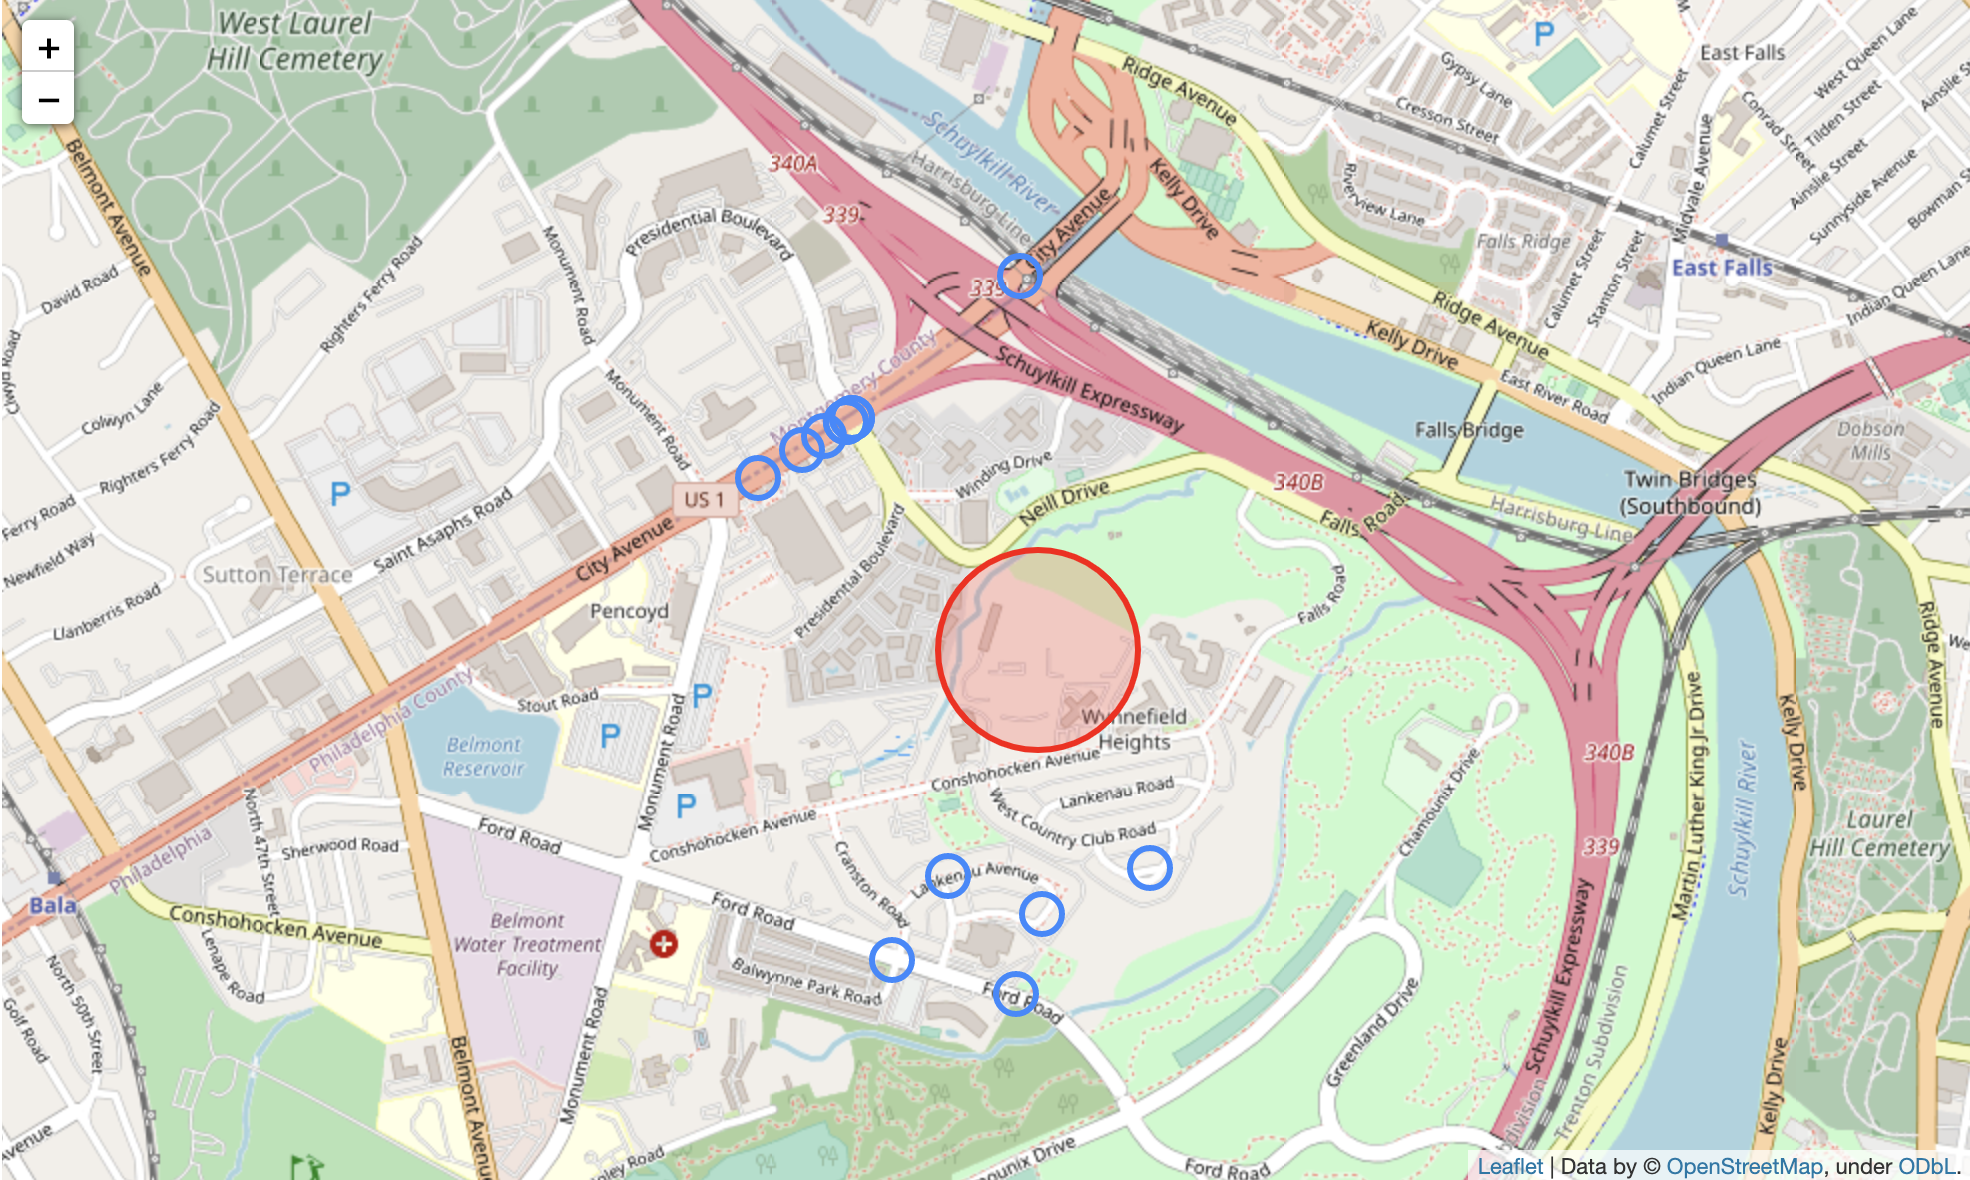 West Laurel
Hill Cemetery
+
−
Belmont Avenue
David Road
Righters Ferry Road
Colwyn Lane
Righters Ferry Road
Ferry Road
Newfield Way
Llanberris Road
Sutton Terrace
Saint Asaphs Road
P
Monument Road
Monument Road
Presidential Boulevard
340A
339
339
Schuylkill River
Harrisburg Line
City Avenue
Ridge Avenue
Kelly Drive
Gypsy Lane
Cresson Street
Riverview Lane
Falls Ridge
P
East Falls
Calumet Street
Calumet Street
Stanton Street
Midvale Avenue
Conrad Street
West Queen Lane
Tilden Street
Ainslie Street
Ainslie Street
Sunnyside Avenue
East Falls
Indian Queen Lane
Indian Queen Lane
Ridge Avenue
Kelly Drive
East River Road
Falls Bridge
Dobson
Mills
Twin Bridges
(Southbound)
Harrisburg Line
Montgomery County
Schuylkill Expressway
US 1
City Avenue
Winding Drive
Neill Drive
340B
Falls Road
Falls Road
Pencoyd
Presidential Boulevard
Stout Road
P
P
P
Philadelphia County
Philadelphia
Belmont
Reservoir
Monument Road
Wynnefield
Heights
Conshohocken Avenue
Conshohocken Avenue
Lankenau Road
West Country Club Road
Lankenau Avenue
Cranston Road
Chamounix Drive
340B
339
Martin Luther King Jr Drive
Schuylkill River
Kelly Drive
Ridge Avenue
Laurel
Hill Cemetery
Bala
North 47th Street
Sherwood Road
Conshohocken Avenue
Lenape Road
North 50th Street
Golf Road
Ford Road
Ford Road
Ford Road
Belmont
Water Treatment
Facility
Balwynne Park Road
Belmont Avenue
Monument Road
Greenland Drive
Schuylkill Expressway
Trenton Subdivision
Kelly Drive
Ford Road
Leaflet | Data by © OpenStreetMap, under ODbL.